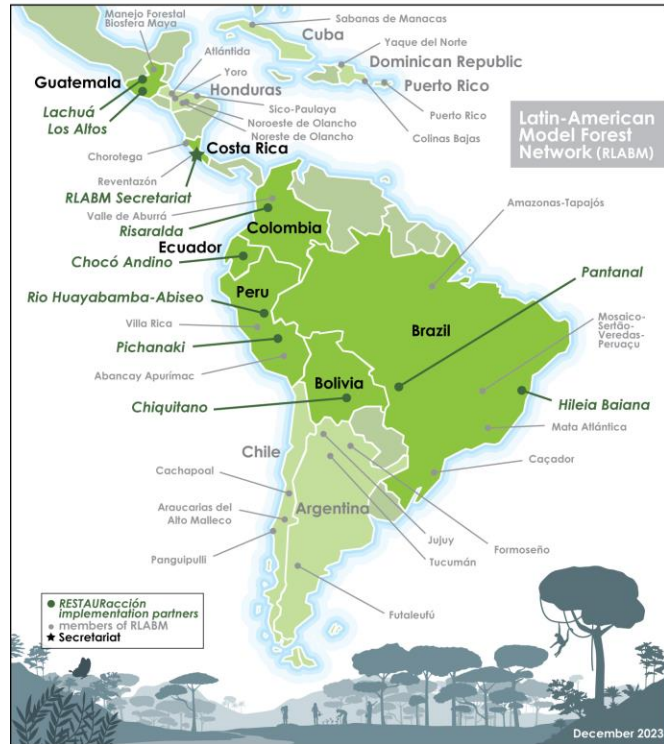 Manejo Forestal
Biosfera Maya
Sabanas de Manacas
Cuba
Yaque del Norte
Dominican Republic
Puerto Rico
Puerto Rico
Colinas Bajas
Atlántida
Yoro
Honduras
Sico-Paulaya
Noroeste de Olancho
Noreste de Olancho
Guatemala
Lachuá
Los Altos
Costa Rica
Chorotega
Reventazón
RLABM Secretariat
Latin-American
Model Forest
Network (RLABM)
Valle de Aburrá
Risaralda
Colombia
Ecuador
Chocó Andino
Amazonas-Tapajós
Peru
Rio Huayabamba-Abiseo
Villa Rica
Pichanaki
Abancay Apurímac
Brazil
Pantanal
Mosaico-
Sertão-
Veredas-
Peruaçu
Bolivia
Chiquitano
Hileia Baiana
Mata Atlántica
Caçador
Chile
Cachapoal
Argentina
Araucarias del
Alto Malleco
Panguipulli
Jujuy
Tucumán
Formoseño
Futaleufú
RESTAURacción
implementation partners
members of RLABM
Secretariat
December 2023